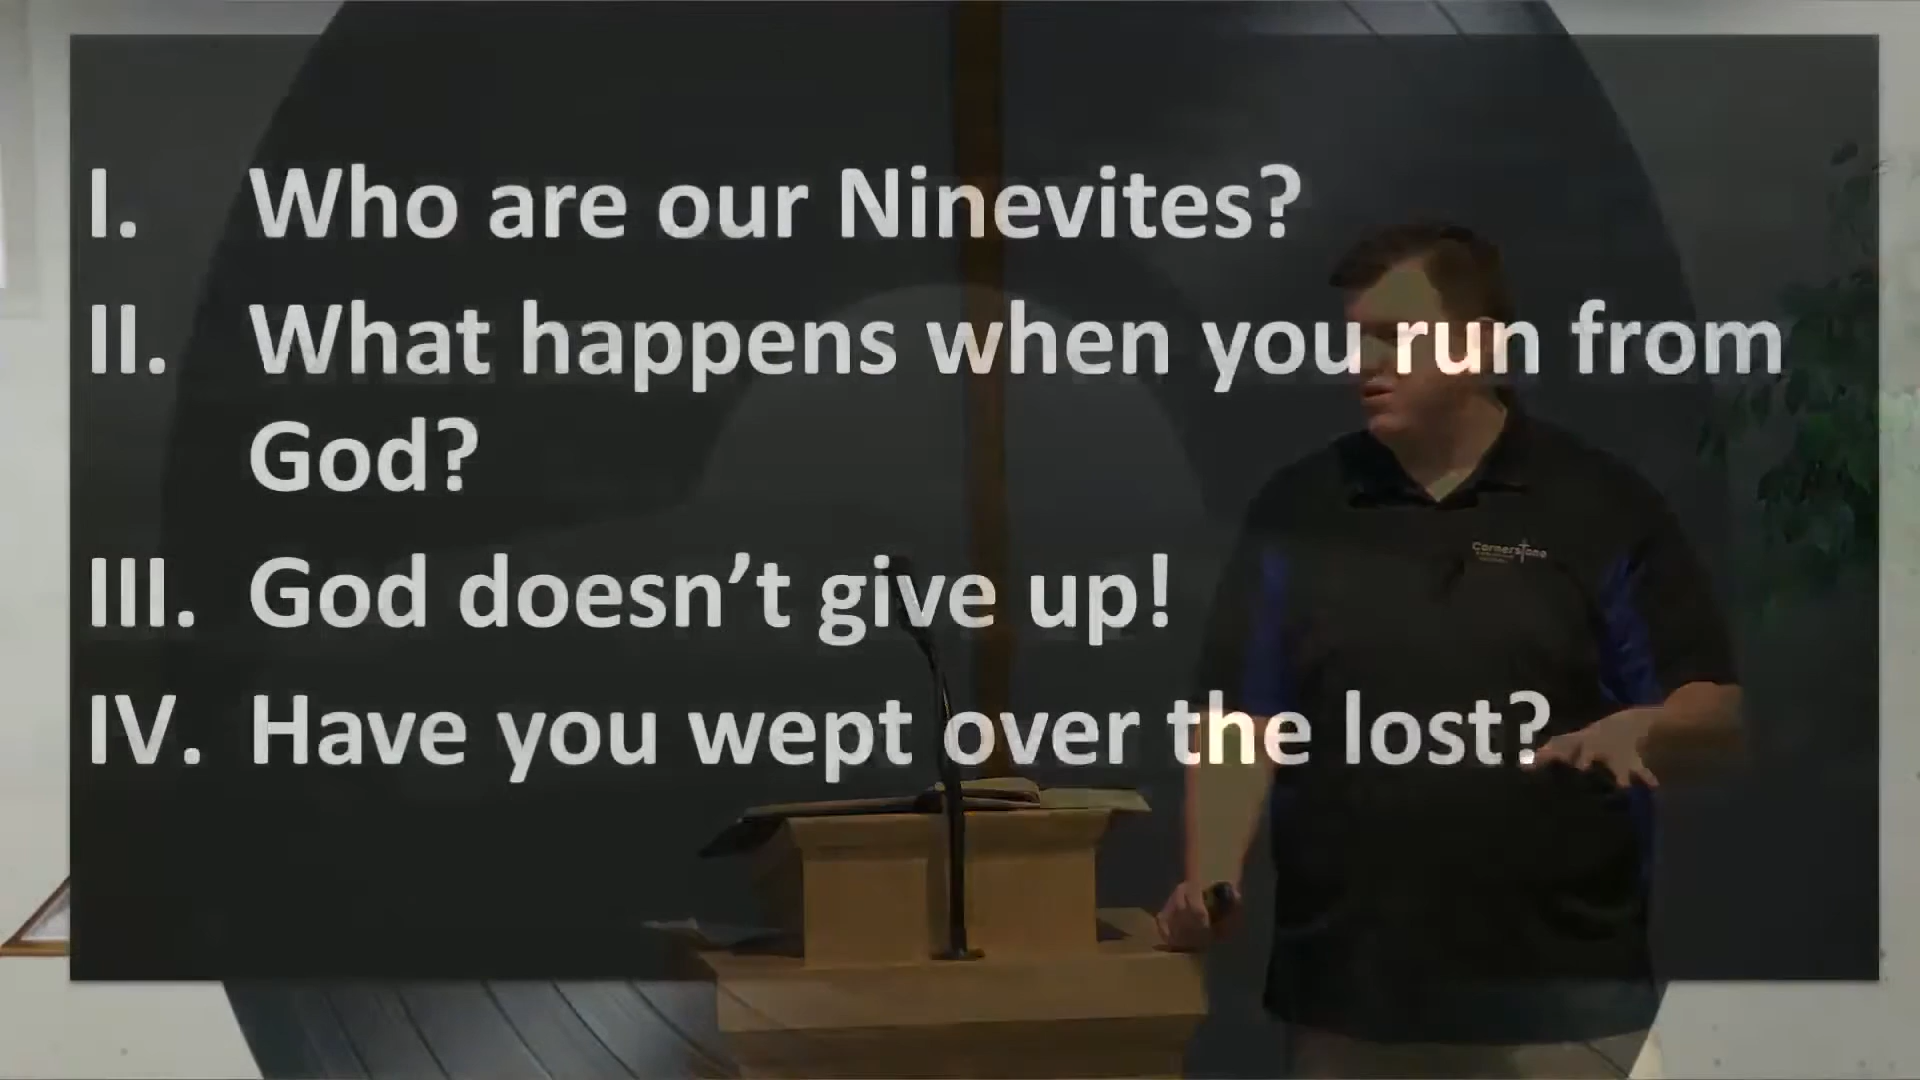 I. Who are our Ninevites?
II. What happens when you run from
God?
III. God doesn't give up!
IV. Have you wept over the lost?
Cornerstone